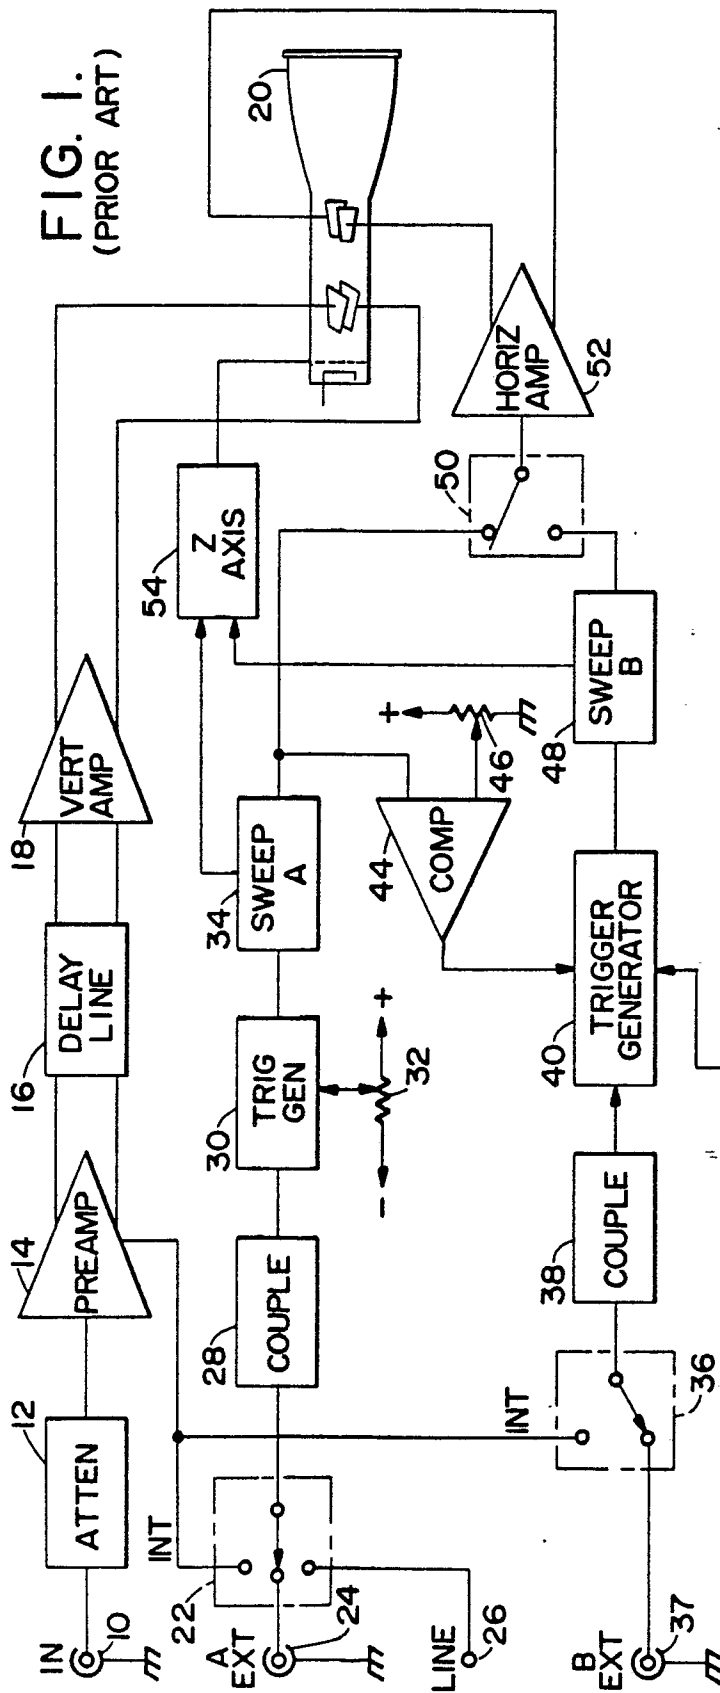 FIG. 1.
(PRIOR ART)
IN
10
ATTEN
12
PREAMP
14
DELAY
LINE
16
VERT
AMP
18
20
A
EXT
24
22
INT
LINE
26
COUPLE
28
TRIG
GEN
30
- +
32
SWEEP
A
34
Z
AXIS
54
COMP
44
+
46
50
HORIZ
AMP
52
B
EXT
37
INT
36
COUPLE
38
TRIGGER
GENERATOR
40
SWEEP
B
48